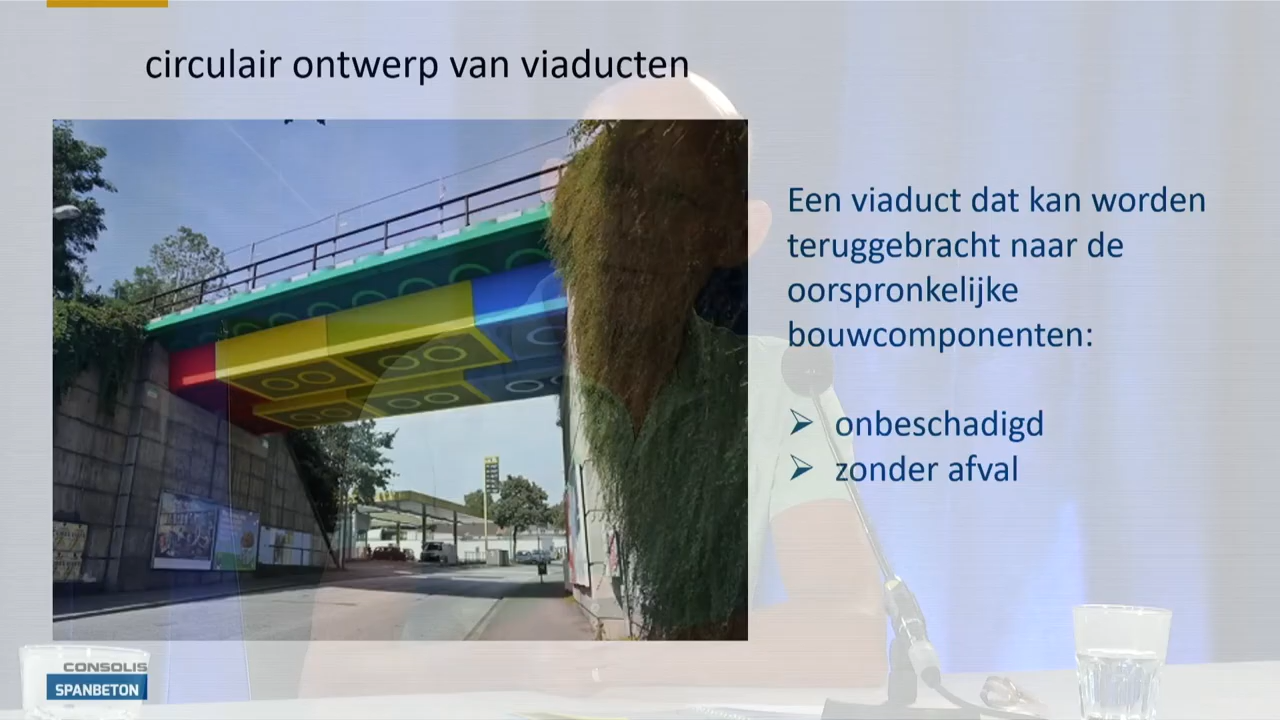 circulair ontwerp van viaducten
Een viaduct dat kan worden
teruggebracht naar de
oorspronkelijke
bouwcomponenten:
➢ onbeschadigd
➢ zonder afval
CONSOLIS
SPANBETON